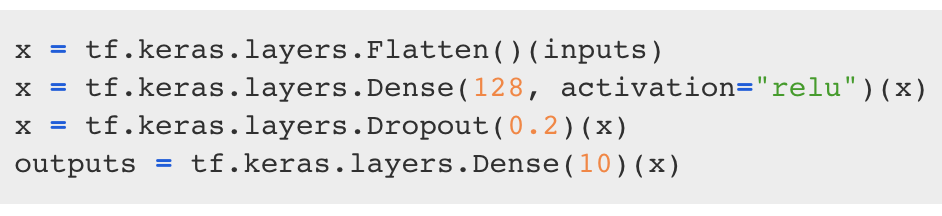 x = tf.keras.layers.Flatten()(inputs)
x = tf.keras.layers.Dense(128, activation="relu")(x)
x = tf.keras.layers.Dropout(0.2)(x)
outputs = tf.keras.layers.Dense(10)(x)